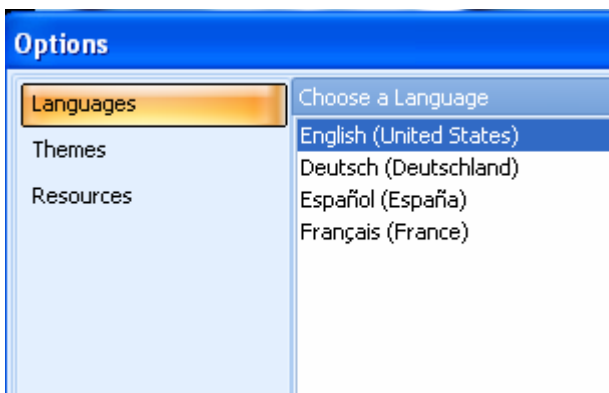 Options
Languages
Themes
Resources
Choose a Language
English (United States)
Deutsch (Deutschland)
Español (España)
Français (France)